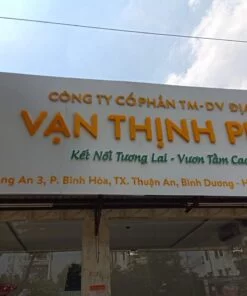 CÔNG TY CỔ PHẦN TM-DV ĐỊA
VẠN THỊNH P
Kết Nối Tương Lai - Vươn Tầm Cao
ng An 3, P. Bình Hòa, TX. Thuận An, Bình Dương - H